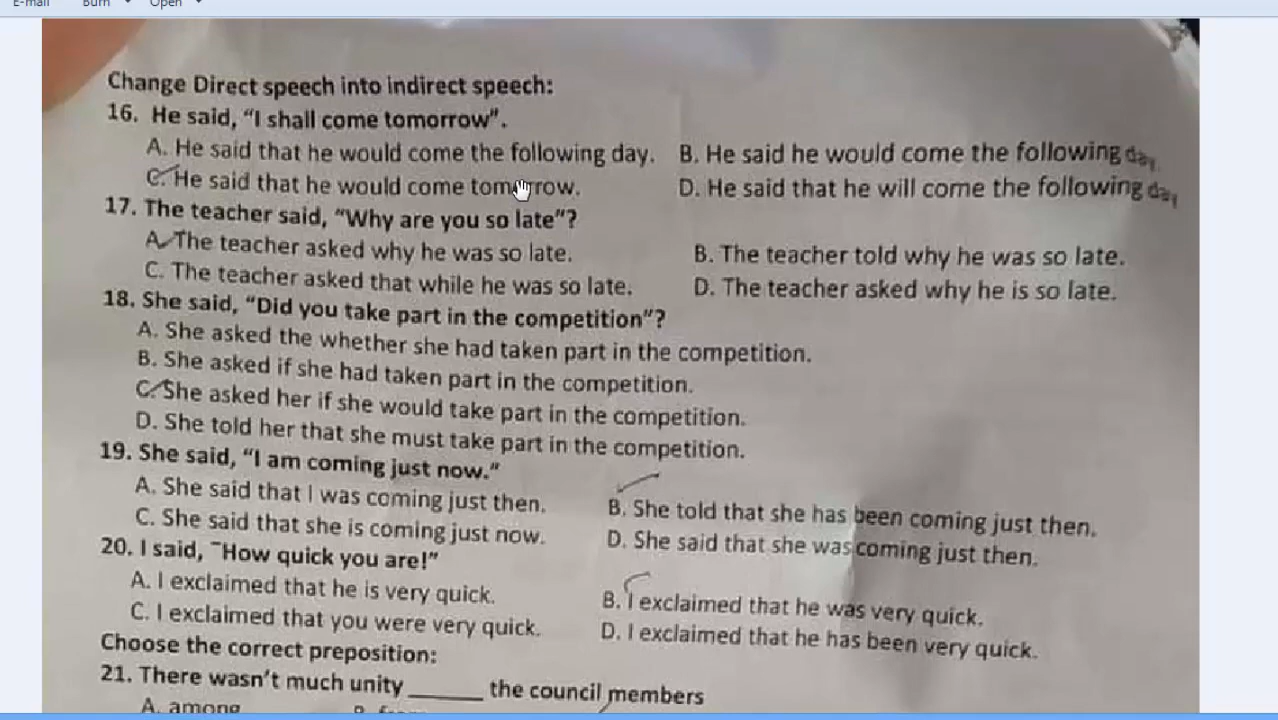 E-mail Burn Open
Change Direct speech into indirect speech:
16. He said, “I shall come tomorrow”.
A. He said that he would come the following day. B. He said he would come the following day
C. He said that he would come tomorrow. D. He said that he will come the following day
17. The teacher said, “Why are you so late”?
A. The teacher asked why he was so late. B. The teacher told why he was so late.
C. The teacher asked that while he was so late. D. The teacher asked why he is so late.
18. She said, “Did you take part in the competition”?
A. She asked the whether she had taken part in the competition.
B. She asked if she had taken part in the competition.
C. She asked her if she would take part in the competition.
D. She told her that she must take part in the competition.
19. She said, “I am coming just now.”
A. She said that I was coming just then. B. She told that she has been coming just then.
C. She said that she is coming just now. D. She said that she was coming just then.
20. I said, ˜How quick you are!”
A. I exclaimed that he is very quick. B. I exclaimed that he was very quick.
C. I exclaimed that you were very quick. D. I exclaimed that he has been very quick.
Choose the correct preposition:
21. There wasn’t much unity ______ the council members
A. among B.